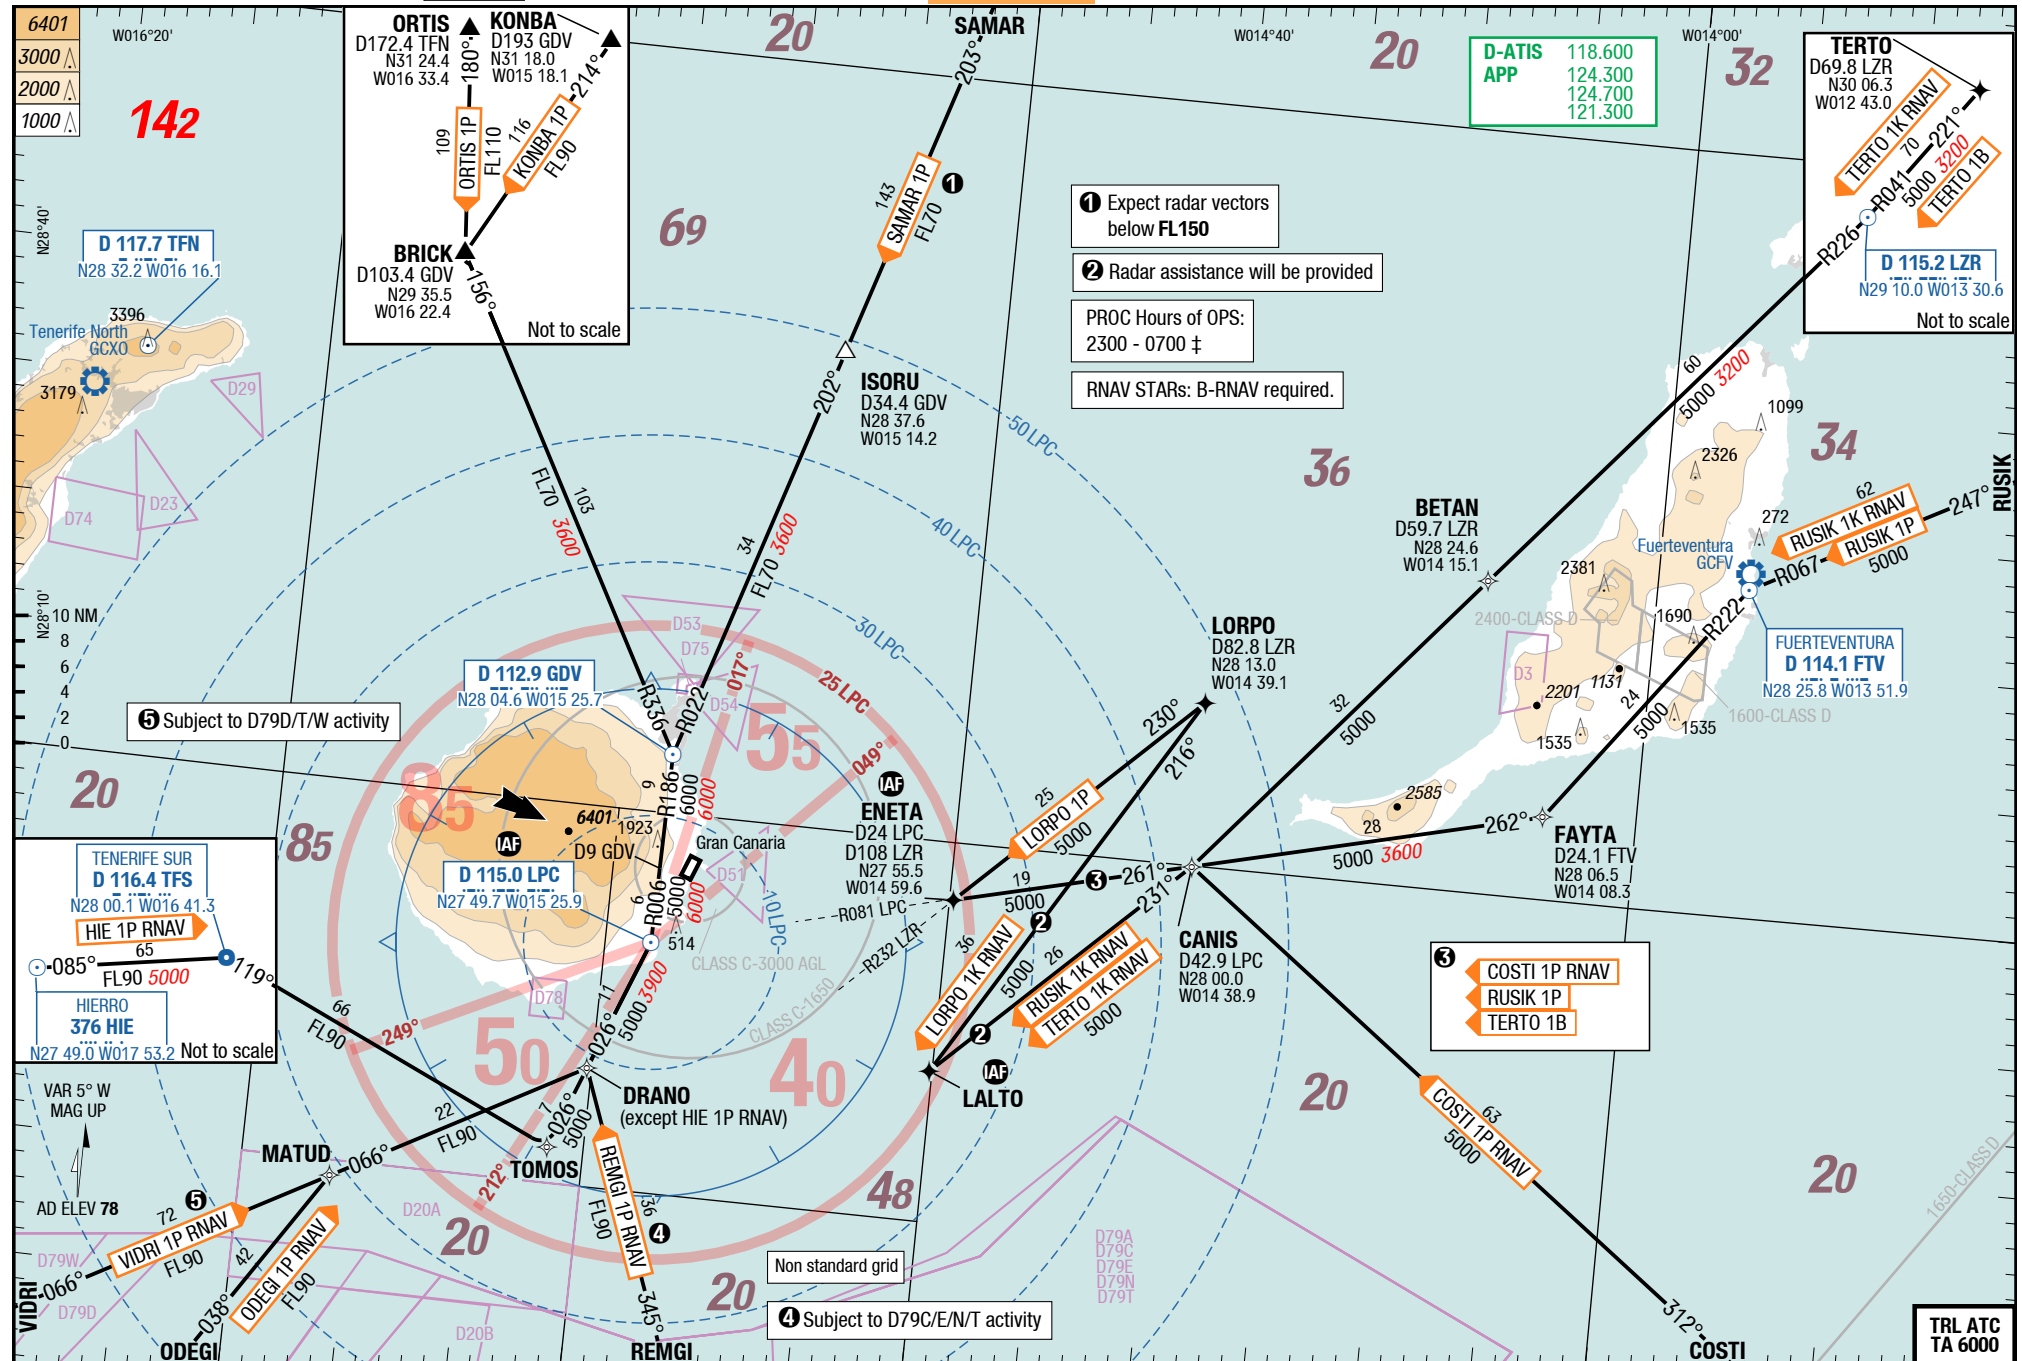 6401
3000
2000
1000
W016°20'
142
ORTIS
D172.4 TFN
N31 24.4
W016 33.4
KONBA
D193 GDV
N31 18.0
W015 18.1
180°
214°
109
ORTIS 1P
FL110
116
KONBA 1P
FL90
BRICK
D103.4 GDV
N29 35.5
W016 22.4
156°
Not to scale
20
SAMAR
203°
143
SAMAR 1P
FL70
❶
W014°40'
20
D-ATIS 118.600
APP 124.300
124.700
121.300
W014°00'
32
TERTO
D69.8 LZR
N30 06.3
W012 43.0
TERTO 1K RNAV
221°
70
3200
R041
5000
TERTO 1B
R226
D 115.2 LZR
N29 10.0 W013 30.6
Not to scale
❶ Expect radar vectors
below FL150
❷ Radar assistance will be provided
PROC Hours of OPS:
2300 - 0700 ‡
RNAV STARs: B-RNAV required.
N28°40'
D 117.7 TFN
N28 32.2 W016 16.1
3396
Tenerife North
GCXO
3179
D29
D23
D74
69
202°
ISORU
D34.4 GDV
N28 37.6
W015 14.2
50 LPC
40 LPC
30 LPC
FL70
103
3600
34
FL70 3600
36
60
5000 3200
1099
2326
34
RUSIK
62
247°
RUSIK 1K RNAV
RUSIK 1P
5000
R067
272
Fuerteventura
GCFV
BETAN
D59.7 LZR
N28 24.6
W014 15.1
2381
2400-CLASS D
1690
R222
FUERTEVENTURA
D 114.1 FTV
N28 25.8 W013 51.9
D3
2201
1131
24
5000
1600-CLASS D
1535
1535
N28°10'
10 NM
8
6
4
2
0
D53
D75
017°
25 LPC
D54
LORPO
D82.8 LZR
N28 13.0
W014 39.1
230°
216°
D 112.9 GDV
N28 04.6 W015 25.7
R336
R022
❺ Subject to D79D/T/W activity
20
85
85
55
049°
32
5000
IAF
ENETA
D24 LPC
D108 LZR
N27 55.5
W014 59.6
25
LORPO 1P
5000
2585
28
262°
5000 3600
FAYTA
D24.1 FTV
N28 06.5
W014 08.3
6401
1923
IAF
D9 GDV
9
R186
6000
6000
Gran Canaria
D51
D 115.0 LPC
N27 49.7 W015 25.9
9
R006
5000
6000
514
10 LPC
R081 LPC
R232 LZR
19
5000
❸
261°
231°
CLASS C-3000 AGL
CLASS C-1650
❷
36
LORPO 1K RNAV
5000
26
RUSIK 1K RNAV
TERTO 1K RNAV
5000
❷
IAF
LALTO
CANIS
D42.9 LPC
N28 00.0
W014 38.9
❸
COSTI 1P RNAV
RUSIK 1P
TERTO 1B
TENERIFE SUR
D 116.4 TFS
N28 00.1 W016 41.3
HIE 1P RNAV
65
085°
FL90 5000
119°
HIERRO
376 HIE
N27 49.0 W017 53.2
Not to scale
66
FL90
249°
D78
11
026°
5000
3900
50
40
DRANO
(except HIE 1P RNAV)
VAR 5° W
MAG UP
AD ELEV 78
22
FL90
7
026°
5000
MATUD
066°
TOMOS
212°
❺
72
VIDRI 1P RNAV
FL90
066°
VIDRI
D79W
D79D
42
ODEGI 1P RNAV
FL90
038°
ODEGI
D20A
20
D20B
REMGI 1P RNAV
36
FL90
❹
345°
REMGI
48
20
Non standard grid
❹ Subject to D79C/E/N/T activity
D79A
D79C
D79E
D79N
D79T
20
63
COSTI 1P RNAV
5000
312°
COSTI
20
1650-CLASS D
TRL ATC
TA 6000